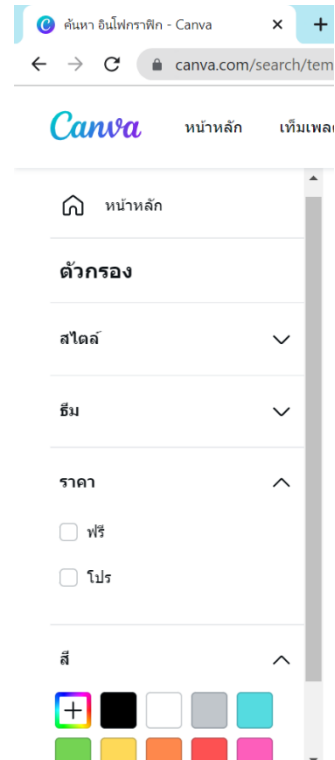 ค้นหา อินโฟกราฟิก - Canva
canva.com/search/tem
Canva หน้าหลัก เท็มเพล
หน้าหลัก
ตัวกรอง
สไตล์
ธีม
ราคา
ฟรี
โปร
สี